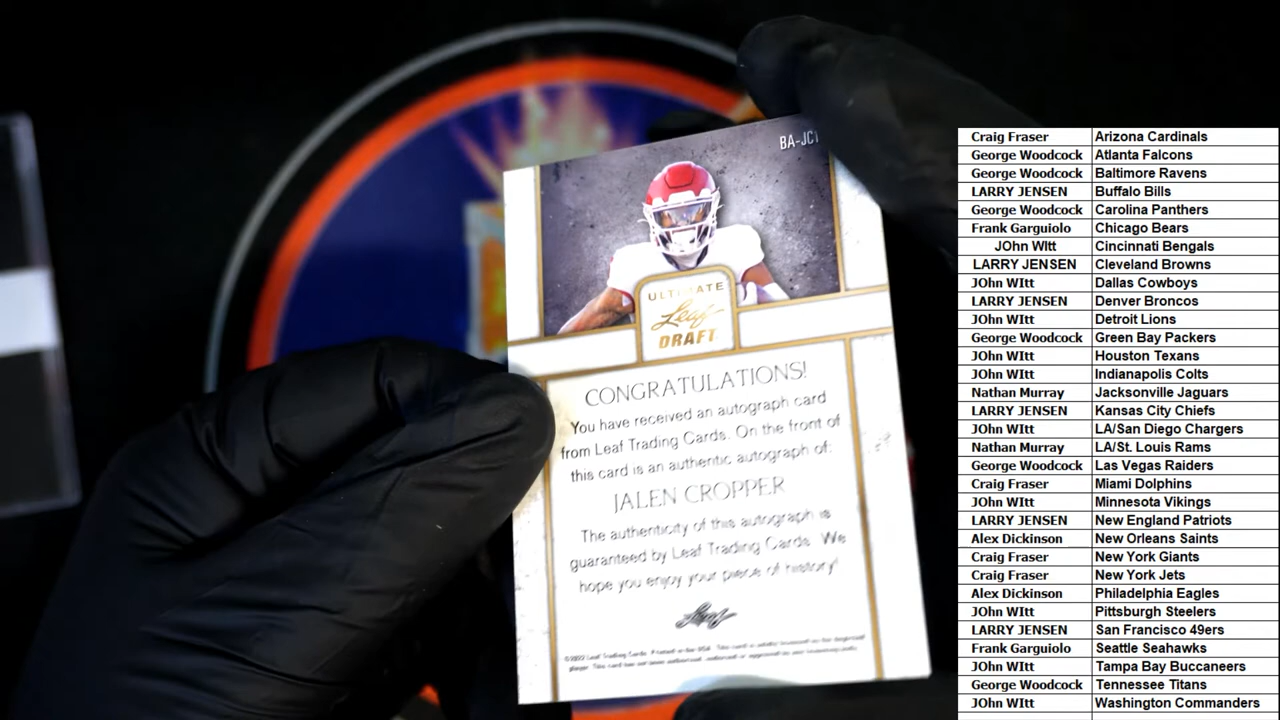 BA-JC1
ULTIMATE
Leaf
DRAFT
CONGRATULATIONS!
You have received an autograph card
from Leaf Trading Cards. On the front of
this card is an authentic autograph of:
JALEN CROPPER
The authenticity of this autograph is
guaranteed by Leaf Trading Cards. We
hope you enjoy your piece of history!
Leaf
Craig Fraser Arizona Cardinals
George Woodcock Atlanta Falcons
George Woodcock Baltimore Ravens
LARRY JENSEN Buffalo Bills
George Woodcock Carolina Panthers
Frank Garguiolo Chicago Bears
JOhn WItt Cincinnati Bengals
LARRY JENSEN Cleveland Browns
JOhn WItt Dallas Cowboys
LARRY JENSEN Denver Broncos
JOhn WItt Detroit Lions
George Woodcock Green Bay Packers
JOhn WItt Houston Texans
JOhn WItt Indianapolis Colts
Nathan Murray Jacksonville Jaguars
LARRY JENSEN Kansas City Chiefs
JOhn WItt LA/San Diego Chargers
Nathan Murray LA/St. Louis Rams
George Woodcock Las Vegas Raiders
Craig Fraser Miami Dolphins
JOhn WItt Minnesota Vikings
LARRY JENSEN New England Patriots
Alex Dickinson New Orleans Saints
Craig Fraser New York Giants
Craig Fraser New York Jets
Alex Dickinson Philadelphia Eagles
JOhn WItt Pittsburgh Steelers
LARRY JENSEN San Francisco 49ers
Frank Garguiolo Seattle Seahawks
JOhn WItt Tampa Bay Buccaneers
George Woodcock Tennessee Titans
JOhn WItt Washington Commanders